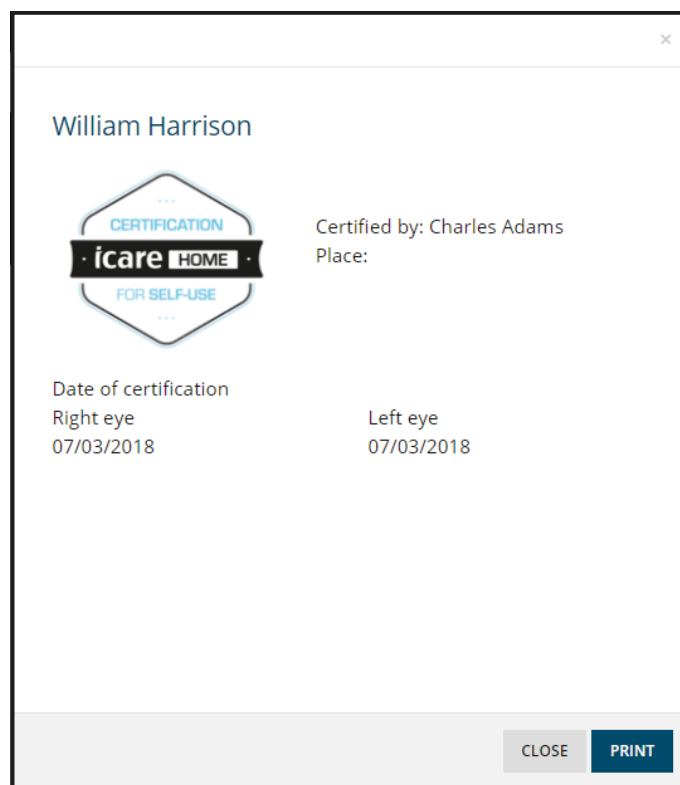 ×
William Harrison
CERTIFICATION
icare HOME
FOR SELF-USE
Certified by: Charles Adams
Place:
Date of certification
Right eye
Left eye
07/03/2018
07/03/2018
CLOSE
PRINT